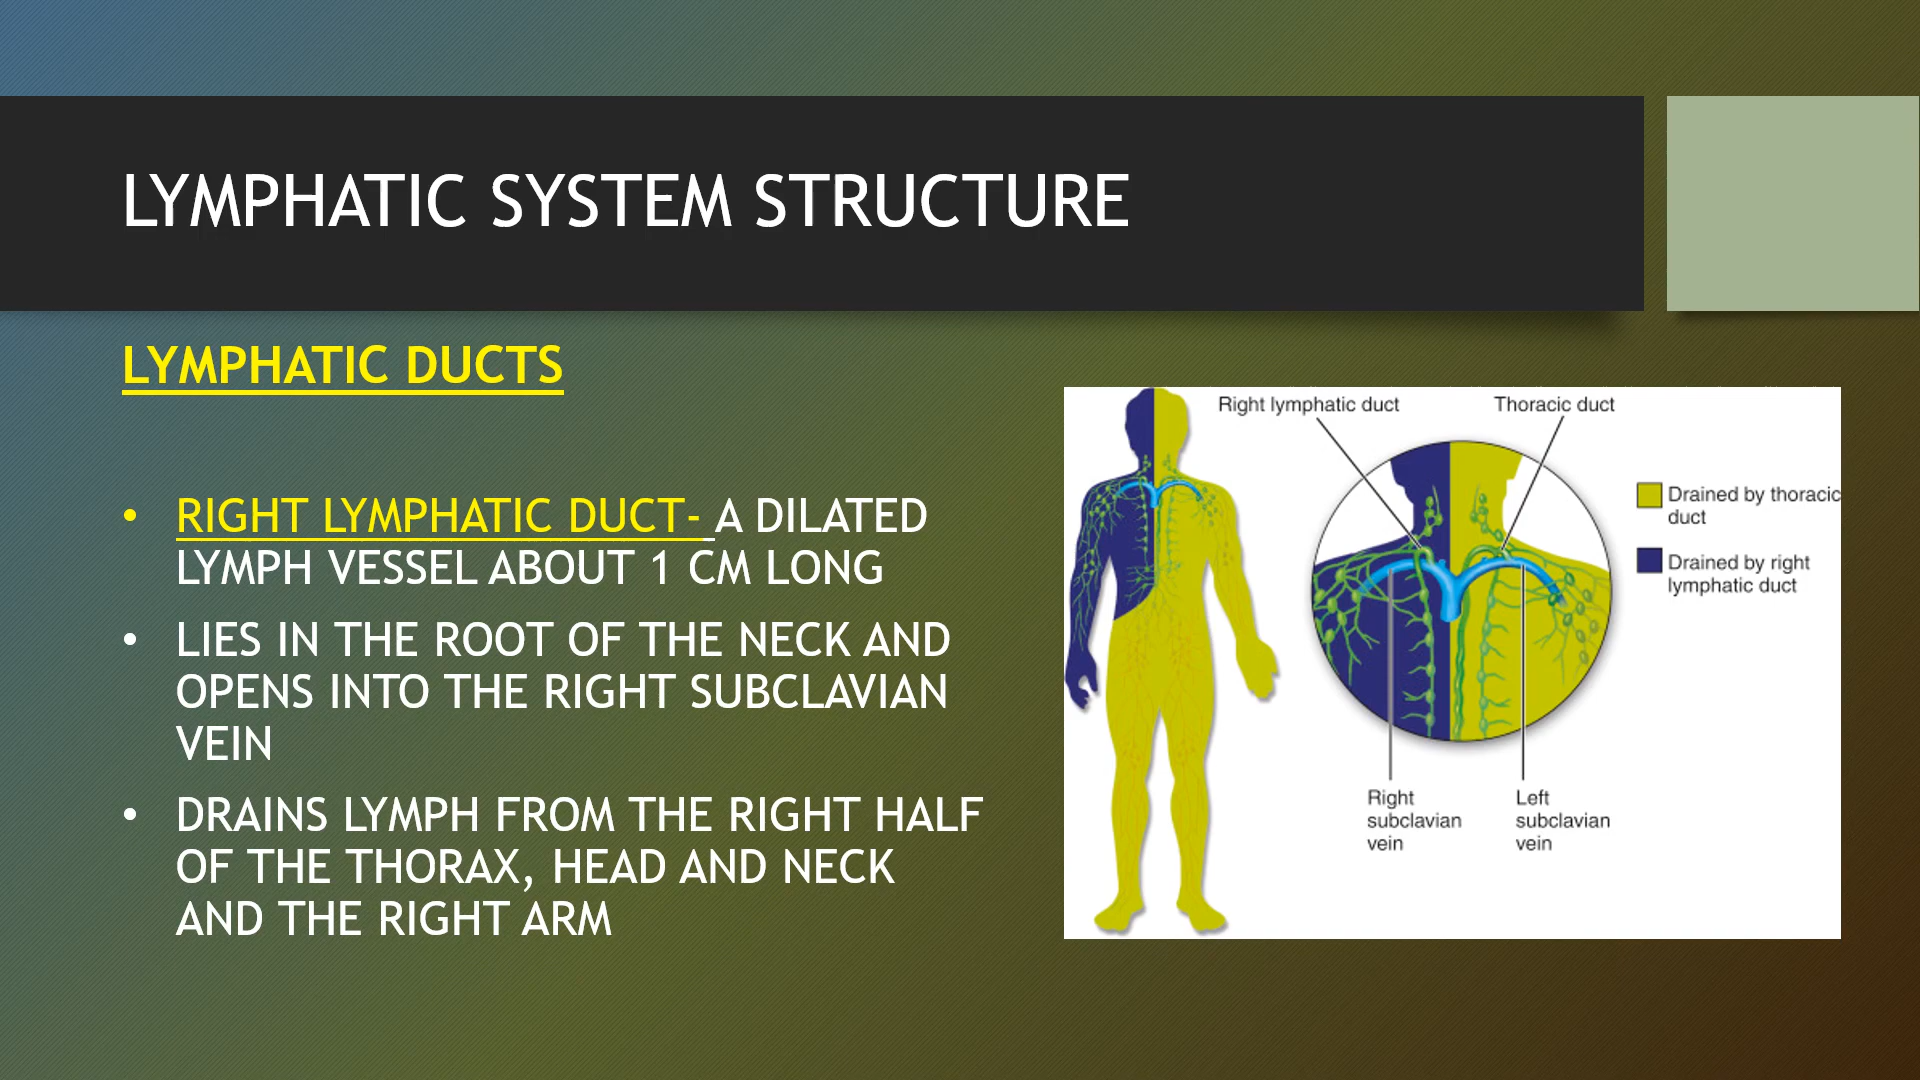 LYMPHATIC SYSTEM STRUCTURE
LYMPHATIC DUCTS
• RIGHT LYMPHATIC DUCT- A DILATED
LYMPH VESSEL ABOUT 1 CM LONG
• LIES IN THE ROOT OF THE NECK AND
OPENS INTO THE RIGHT SUBCLAVIAN
VEIN
• DRAINS LYMPH FROM THE RIGHT HALF
OF THE THORAX, HEAD AND NECK
AND THE RIGHT ARM
Right lymphatic duct
Thoracic duct
Drained by thoracic
duct
Drained by right
lymphatic duct
Right
subclavian
vein
Left
subclavian
vein